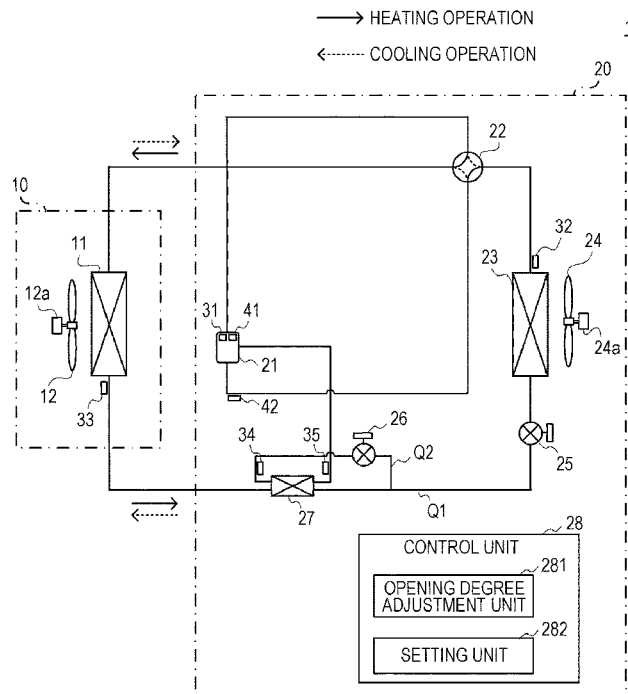 HEATING OPERATION
COOLING OPERATION
1
20
22
10
11
32
24
23
12a
31
41
21
24a
12
33
42
26
34
35
Q2
25
27
Q1
28
CONTROL UNIT
281
OPENING DEGREE
ADJUSTMENT UNIT
282
SETTING UNIT